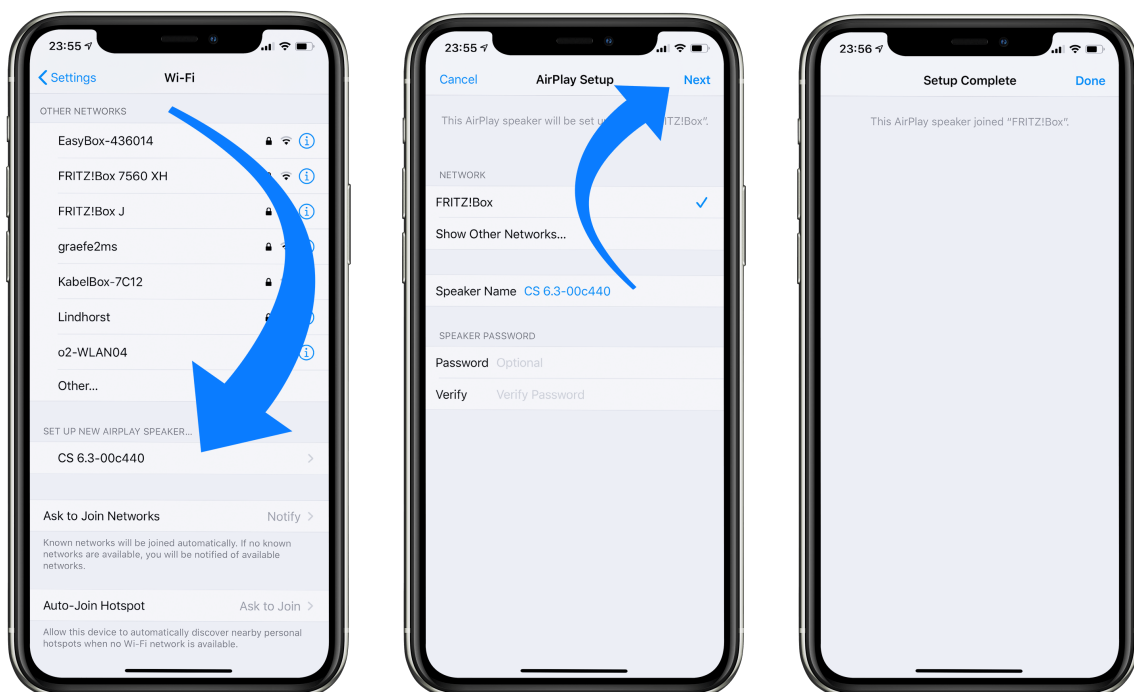 23:55
Settings
Wi-Fi
OTHER NETWORKS
EasyBox-436014
FRITZ!Box 7560 XH
FRITZ!Box J
graefe2ms
KabelBox-7C12
Lindhorst
o2-WLAN04
Other...
SET UP NEW AIRPLAY SPEAKER...
CS 6.3-00c440
Ask to Join Networks Notify
Known networks will be joined automatically. If no known
networks are available, you will be notified of available
networks.
Auto-Join Hotspot Ask to Join
Allow this device to automatically discover nearby personal
hotspots when no Wi-Fi network is available.
23:55
Cancel AirPlay Setup Next
This AirPlay speaker will be set TZ!Box".
NETWORK
FRITZ!Box
Show Other Networks...
Speaker Name CS 6.3-00c440
SPEAKER PASSWORD
Password Optional
Verify Verify Password
23:56
Setup Complete Done
This AirPlay speaker joined "FRITZ!Box".